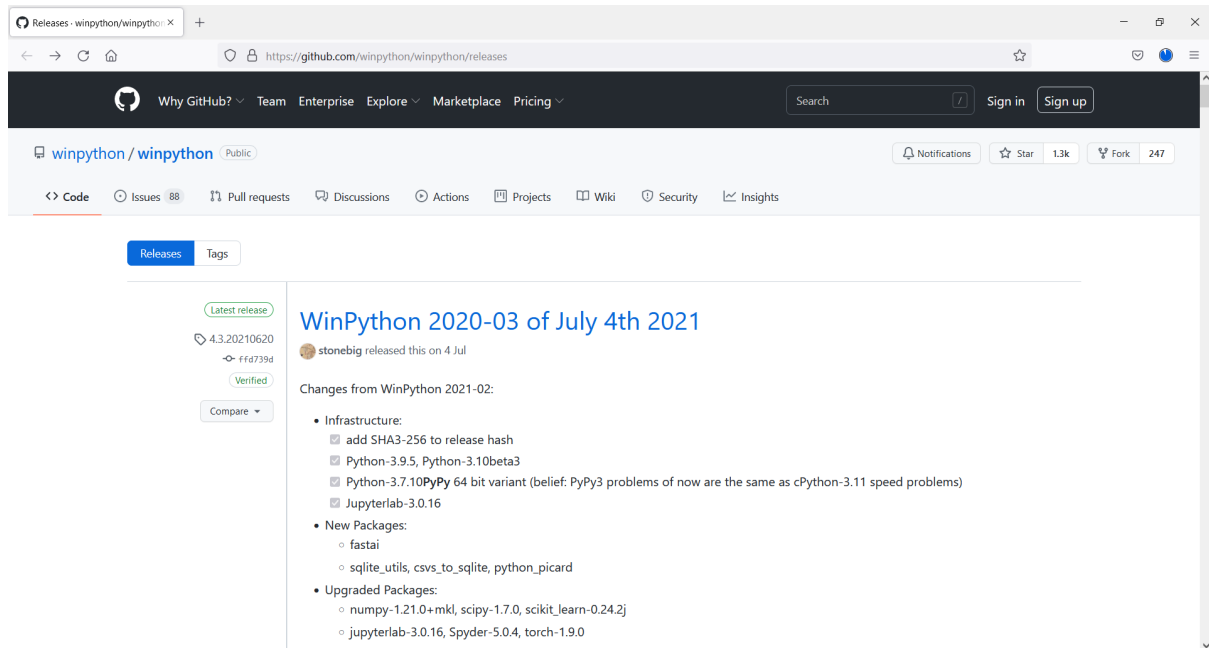 Releases · winpython/winpython
https://github.com/winpython/winpython/releases
Why GitHub? Team Enterprise Explore Marketplace Pricing Search / Sign in Sign up
winpython / winpython Public Notifications Star 1.3k Fork 247
Code Issues 88 Pull requests Discussions Actions Projects Wiki Security Insights
Releases Tags
Latest release
4.3.20210620
ffd739d
Verified
Compare
WinPython 2020-03 of July 4th 2021
stonebig released this on 4 Jul
Changes from WinPython 2021-02:
• Infrastructure:
add SHA3-256 to release hash
Python-3.9.5, Python-3.10beta3
Python-3.7.10PyPy 64 bit variant (belief: PyPy3 problems of now are the same as cPython-3.11 speed problems)
Jupyterlab-3.0.16
• New Packages:
◦ fastai
◦ sqlite_utils, csvs_to_sqlite, python_picard
• Upgraded Packages:
◦ numpy-1.21.0+mkl, scipy-1.7.0, scikit_learn-0.24.2j
◦ jupyterlab-3.0.16, Spyder-5.0.4, torch-1.9.0